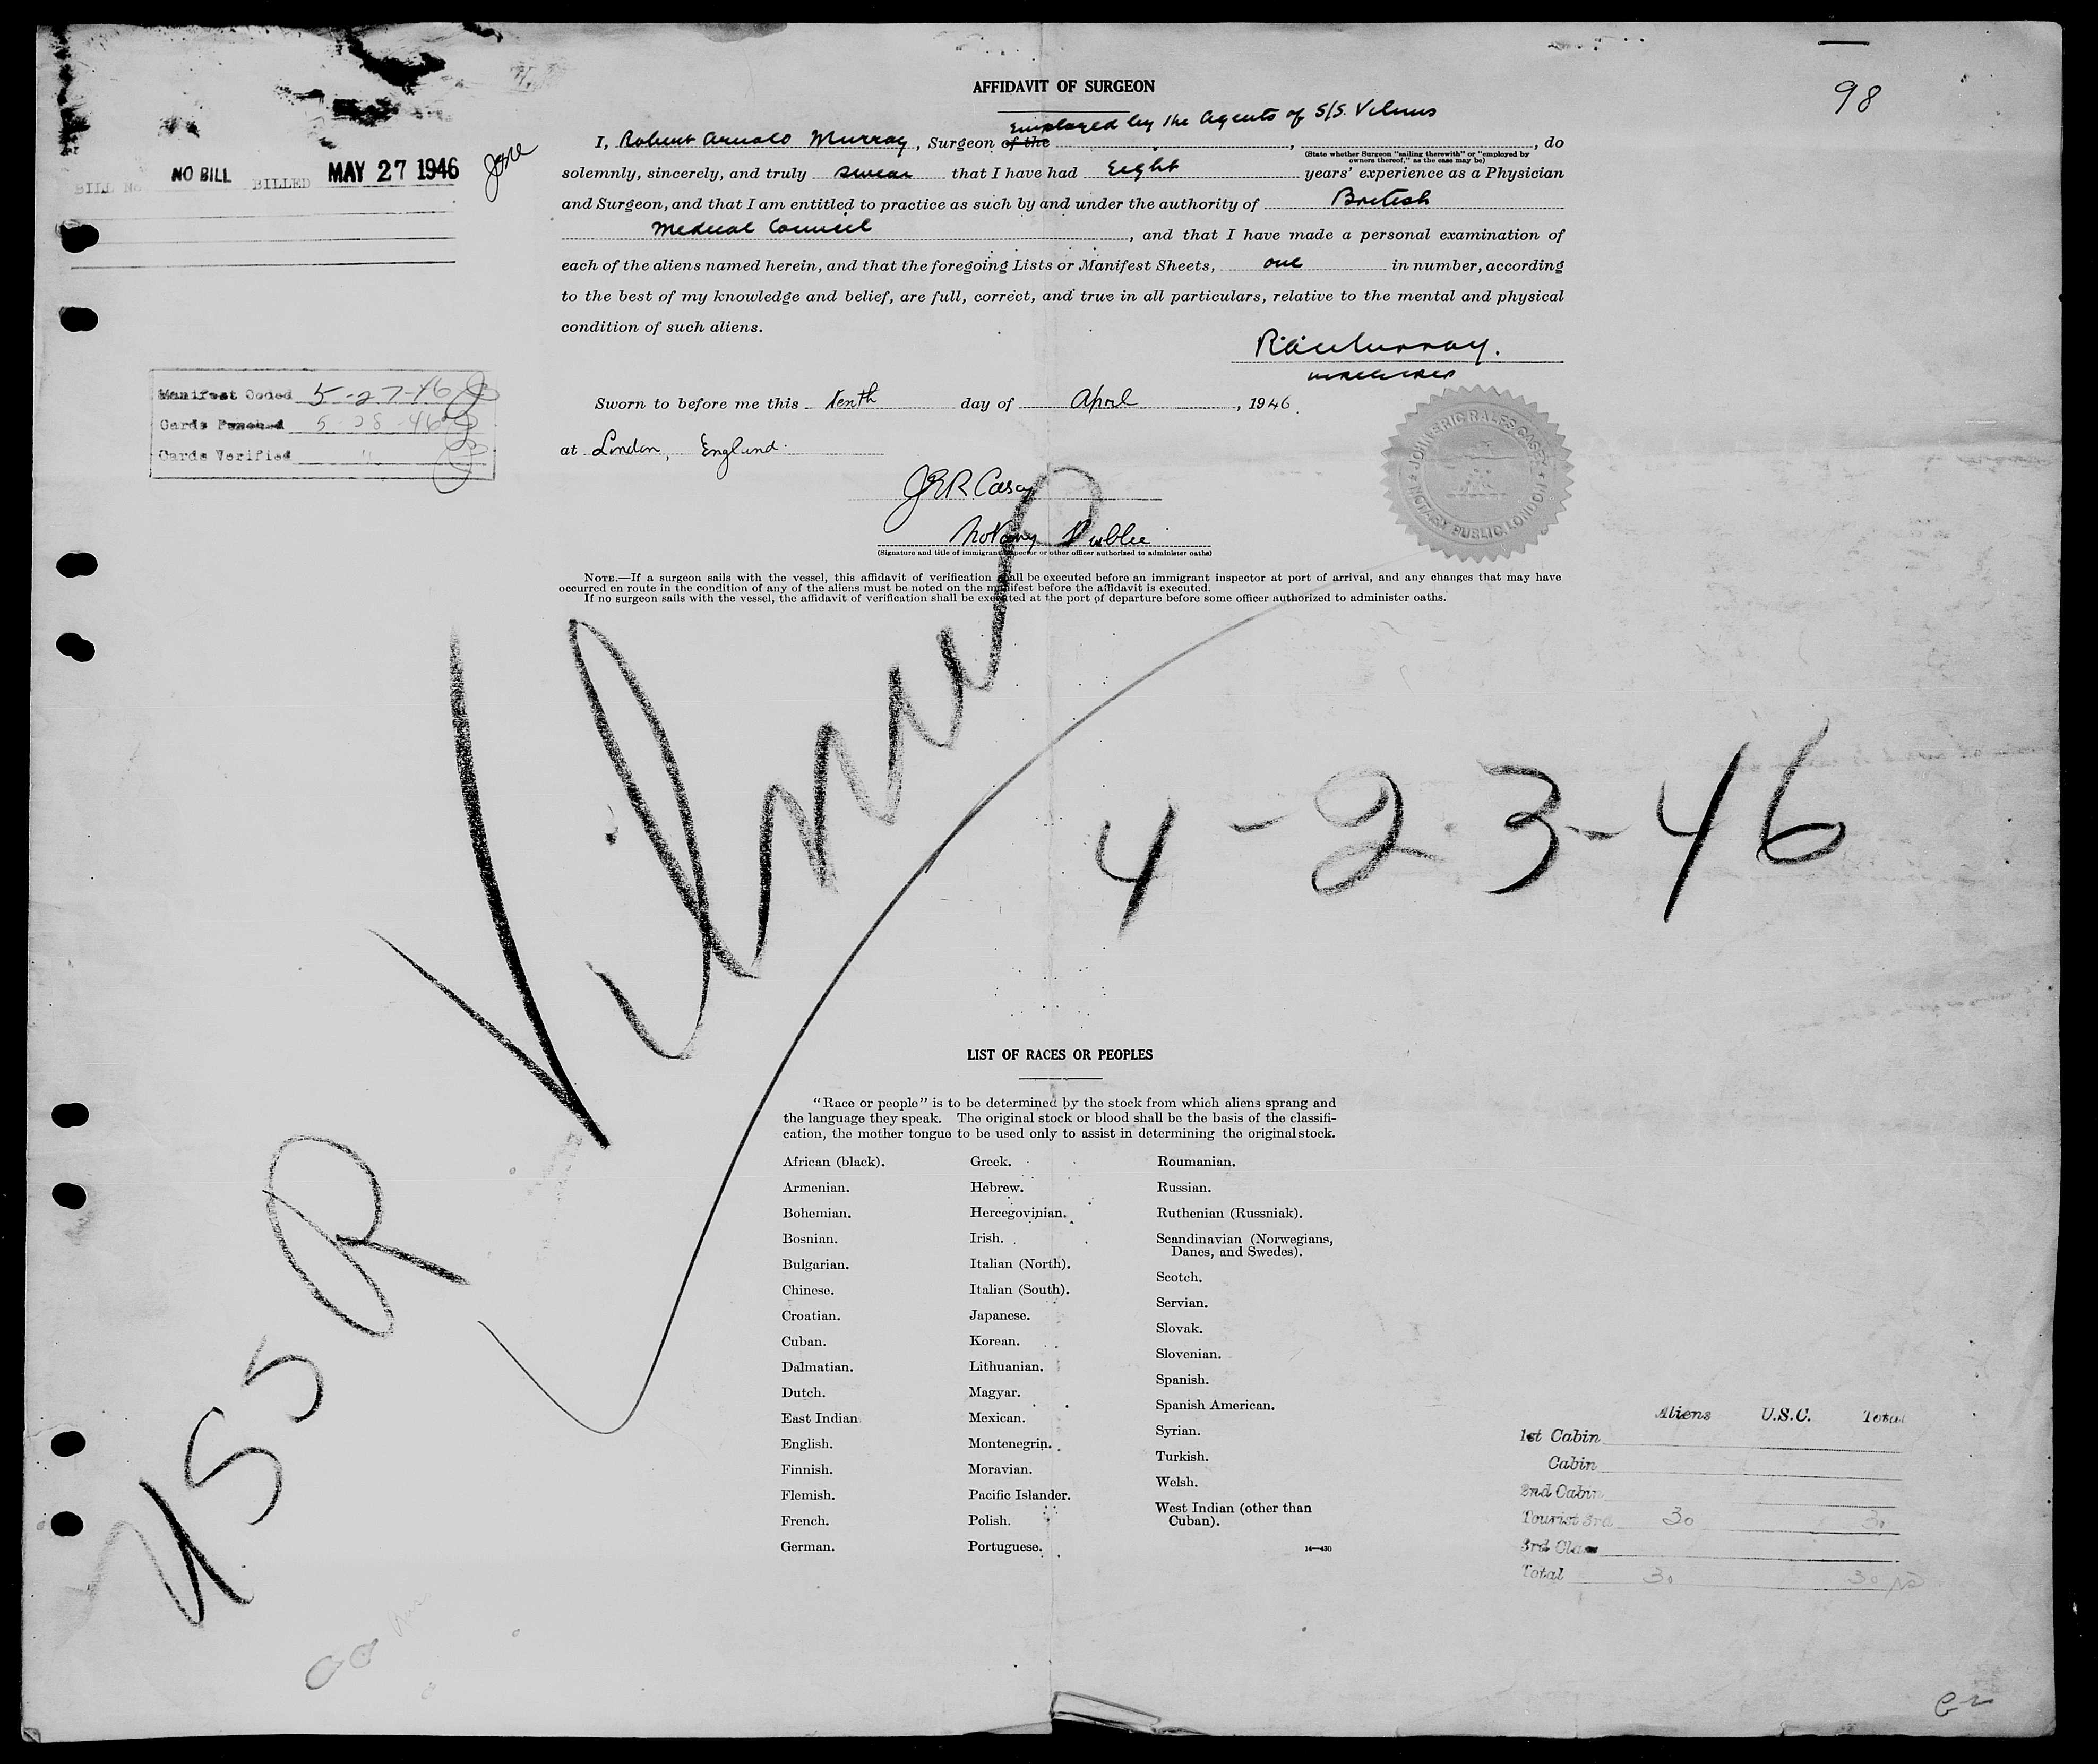 98
AFFIDAVIT OF SURGEON
Employed by the Agents of S/S. Vilnius
I, Robert Arnold Murray, Surgeon of the , , do
(State whether Surgeon "sailing therewith" or "employed by
owners thereof," as the case may be)
solemnly, sincerely, and truly swear that I have had Eight years' experience as a Physician
and Surgeon, and that I am entitled to practice as such by and under the authority of British
Medical Council, and that I have made a personal examination of
each of the aliens named herein, and that the foregoing Lists or Manifest Sheets, one in number, according
to the best of my knowledge and belief, are full, correct, and true in all particulars, relative to the mental and physical
condition of such aliens.
BILL No NO BILL BILLED MAY 27 1946
Manifest Coded 5-27-46
Cards Punched 5-28-46
Cards Verified "
Sworn to before me this tenth day of April, 1946.
at London, England.
J.E.R. Casey
Notary Public
(Signature and title of immigrant inspector or other officer authorized to administer oaths)
JOHN ERIC RALFS CASEY
NOTARY PUBLIC, LONDON
NOTE.—If a surgeon sails with the vessel, this affidavit of verification shall be executed before an immigrant inspector at port of arrival, and any changes that may have
occurred en route in the condition of any of the aliens must be noted on the manifest before the affidavit is executed.
If no surgeon sails with the vessel, the affidavit of verification shall be executed at the port of departure before some officer authorized to administer oaths.
4-23-46
LIST OF RACES OR PEOPLES
"Race or people" is to be determined by the stock from which aliens sprang and
the language they speak. The original stock or blood shall be the basis of the classifi-
cation, the mother tongue to be used only to assist in determining the original stock.
African (black).
Armenian.
Bohemian.
Bosnian.
Bulgarian.
Chinese.
Croatian.
Cuban.
Dalmatian.
Dutch.
East Indian
English.
Finnish.
Flemish.
French.
German.
Greek.
Hebrew.
Hercegovinian.
Irish.
Italian (North).
Italian (South).
Japanese.
Korean.
Lithuanian.
Magyar.
Mexican.
Montenegrin.
Moravian.
Pacific Islander.
Polish.
Portuguese.
Roumanian.
Russian.
Ruthenian (Russniak).
Scandinavian (Norwegians,
Danes, and Swedes).
Scotch.
Servian.
Slovak.
Slovenian.
Spanish.
Spanish American.
Syrian.
Turkish.
Welsh.
West Indian (other than
Cuban).
14—430
Aliens U.S.C. Total
1st Cabin
Cabin
2nd Cabin
Tourist 3rd 30 30
3rd Class
Total 30 30